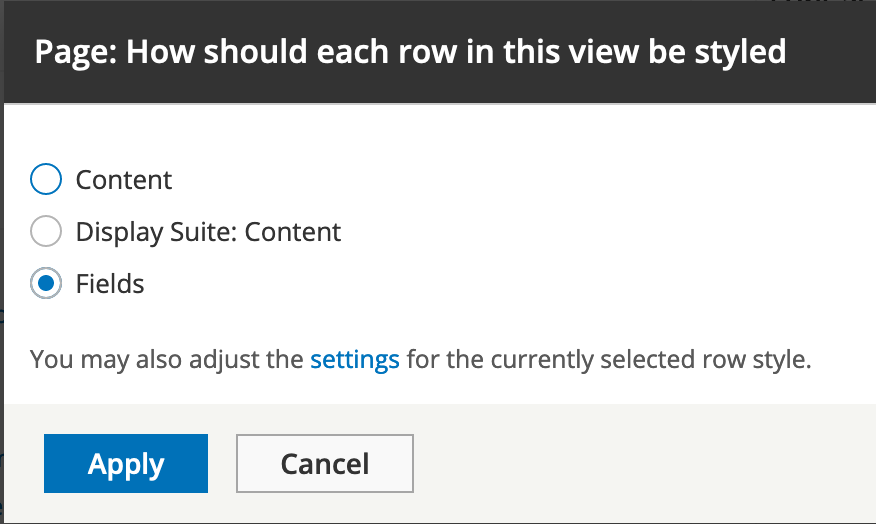 Page: How should each row in this view be styled
Content
Display Suite: Content
Fields
You may also adjust the settings for the currently selected row style.
Apply
Cancel